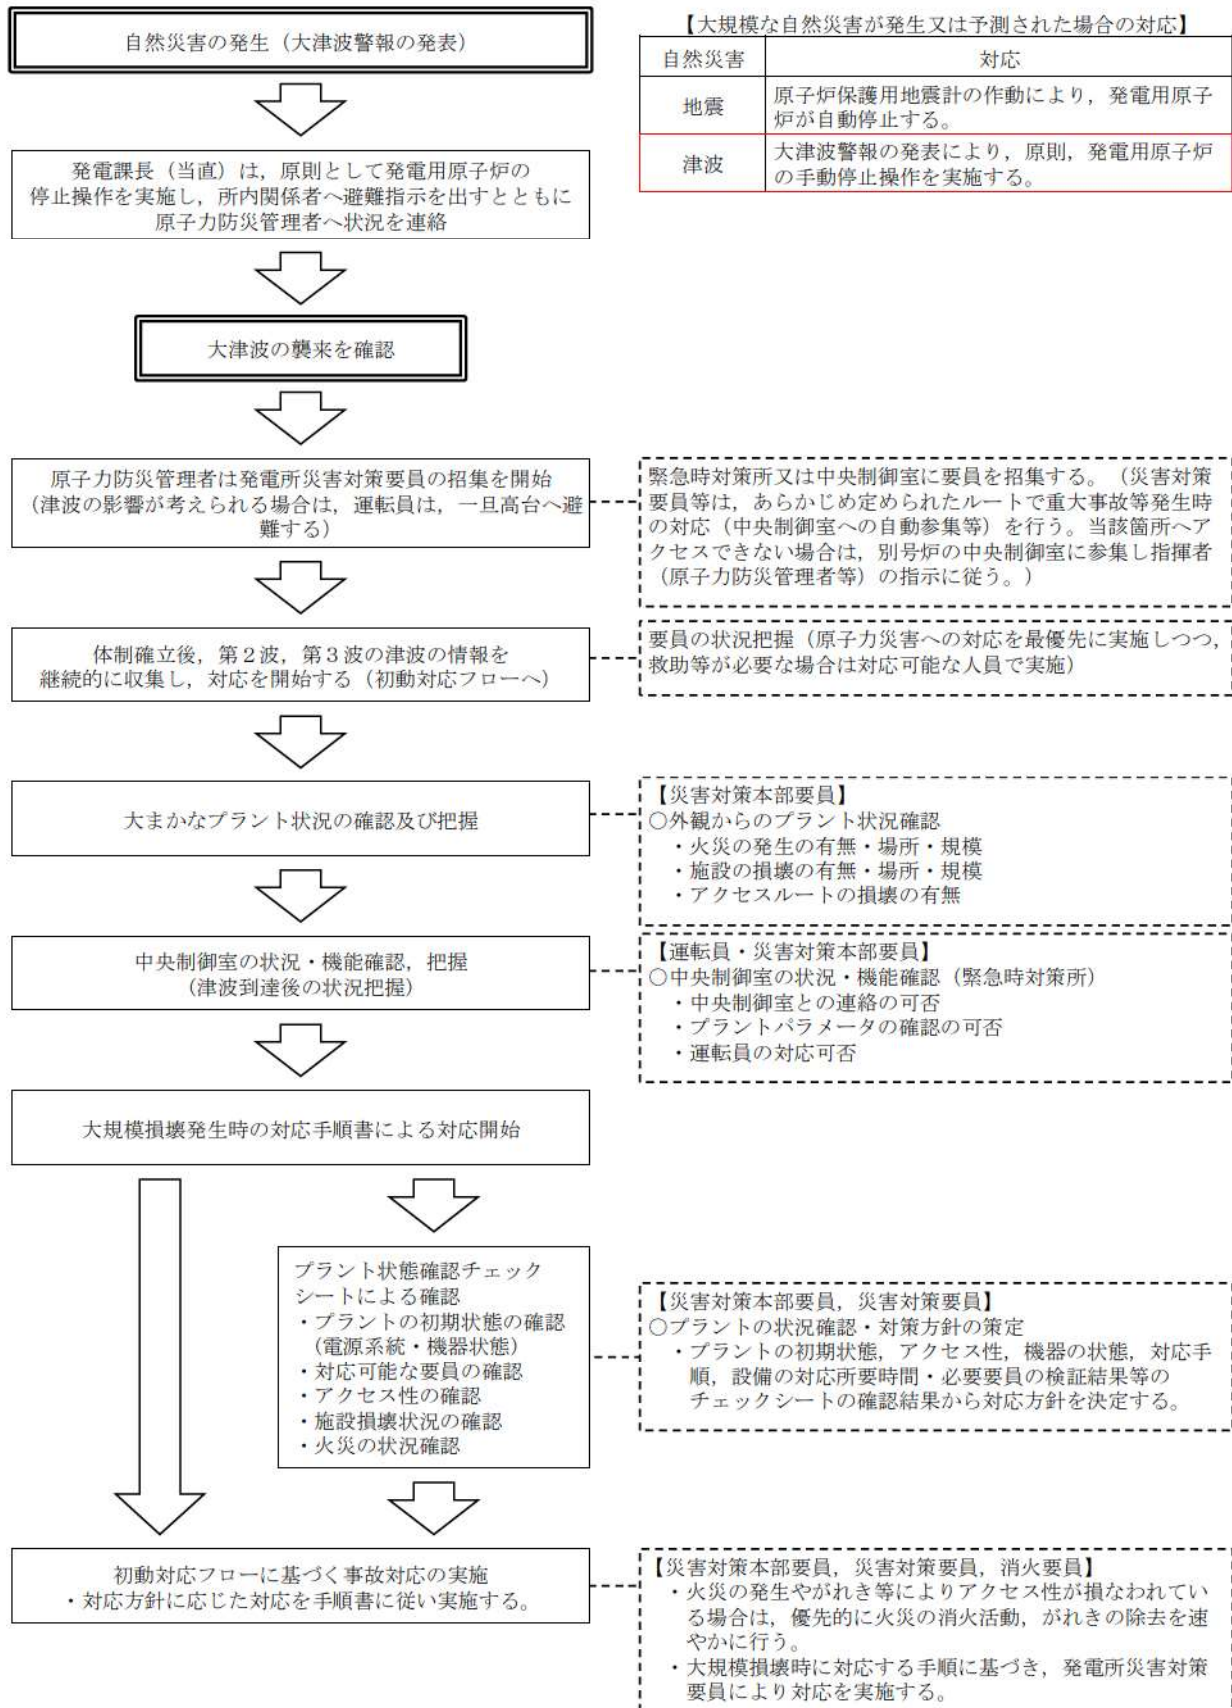 自然災害の発生（大津波警報の発表）
【大規模な自然災害が発生又は予測された場合の対応】
自然災害
対応
地震
原子炉保護用地震計の作動により，発電用原子
炉が自動停止する。
津波
大津波警報の発表により，原則，発電用原子炉
の手動停止操作を実施する。
発電課長（当直）は，原則として発電用原子炉の
停止操作を実施し，所内関係者へ避難指示を出すとともに
原子力防災管理者へ状況を連絡
大津波の襲来を確認
原子力防災管理者は発電所災害対策要員の招集を開始
（津波の影響が考えられる場合は，運転員は，一旦高台へ避
難する）
緊急時対策所又は中央制御室に要員を招集する。（災害対策
要員等は，あらかじめ定められたルートで重大事故等発生時
の対応（中央制御室への自動参集等）を行う。当該箇所へア
クセスできない場合は，別号炉の中央制御室に参集し指揮者
（原子力防災管理者等）の指示に従う。）
体制確立後，第２波，第３波の津波の情報を
継続的に収集し，対応を開始する（初動対応フローへ）
要員の状況把握（原子力災害への対応を最優先に実施しつつ，
救助等が必要な場合は対応可能な人員で実施）
大まかなプラント状況の確認及び把握
【災害対策本部要員】
○外観からのプラント状況確認
・火災の発生の有無・場所・規模
・施設の損壊の有無・場所・規模
・アクセスルートの損壊の有無
中央制御室の状況・機能確認，把握
（津波到達後の状況把握）
【運転員・災害対策本部要員】
○中央制御室の状況・機能確認（緊急時対策所）
・中央制御室との連絡の可否
・プラントパラメータの確認の可否
・運転員の対応可否
大規模損壊発生時の対応手順書による対応開始
プラント状態確認チェック
シートによる確認
・プラントの初期状態の確認
（電源系統・機器状態）
・対応可能な要員の確認
・アクセス性の確認
・施設損壊状況の確認
・火災の状況確認
【災害対策本部要員，災害対策要員】
○プラントの状況確認・対策方針の策定
・プラントの初期状態，アクセス性，機器の状態，対応手
順，設備の対応所要時間・必要要員の検証結果等の
チェックシートの確認結果から対応方針を決定する。
初動対応フローに基づく事故対応の実施
・対応方針に応じた対応を手順書に従い実施する。
【災害対策本部要員，災害対策要員，消火要員】
・火災の発生やがれき等によりアクセス性が損なわれてい
る場合は，優先的に火災の消火活動，がれきの除去を速
やかに行う。
・大規模損壊時に対応する手順に基づき，発電所災害対策
要員により対応を実施する。